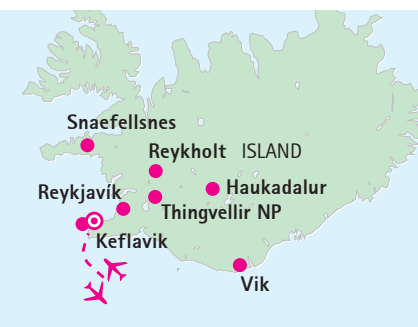 Snaefellsnes
Reykholt ISLAND
Reykjavík
Haukadalur
Thingvellir NP
Keflavik
Vik